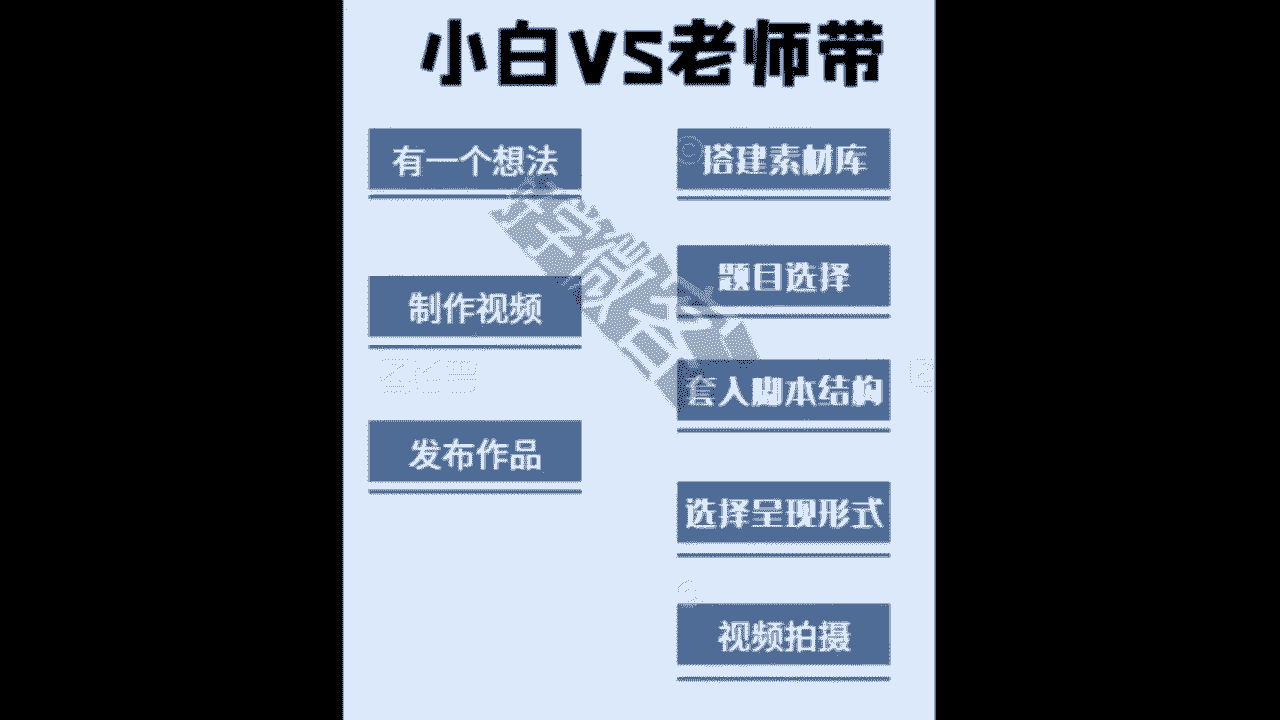 小白VS老师带
有一个想法
制作视频
发布作品
搭建素材库
题目选择
套入脚本结构
选择呈现形式
视频拍摄